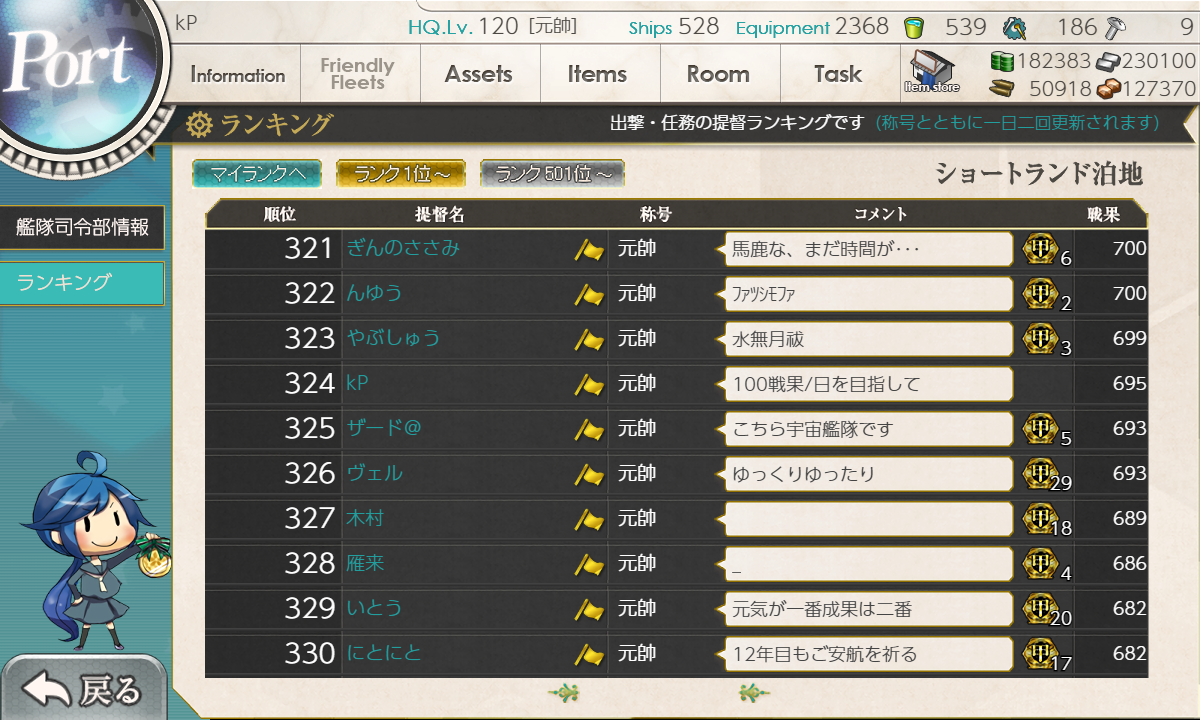 Port
kP
HQ.Lv. 120 [元帥] Ships 528 Equipment 2368 539 186 9
Information
Friendly Fleets
Assets
Items
Room
Task
Item store
182383 230100
50918 127370
ランキング
出撃・任務の提督ランキングです (称号とともに一日二回更新されます)
マイランクへ ランク1位～ ランク501位～ ショートランド泊地
艦隊司令部情報
ランキング
順位 提督名 称号 コメント 戦果
321 ぎんのささみ 元帥 馬鹿な、まだ時間が･･･ 甲 6 700
322 んゆう 元帥 ﾌｧｯｼﾓﾌｧ 甲 2 700
323 やぶしゅう 元帥 水無月祓 甲 3 699
324 kP 元帥 100戦果/日を目指して 695
325 ザード@ 元帥 こちら宇宙艦隊です 甲 5 693
326 ヴェル 元帥 ゆっくりゆったり 甲 29 693
327 木村 元帥 甲 18 689
328 雁来 元帥 _ 甲 4 686
329 いとう 元帥 元気が一番成果は二番 甲 20 682
330 にとにと 元帥 12年目もご安航を祈る 甲 17 682
戻る